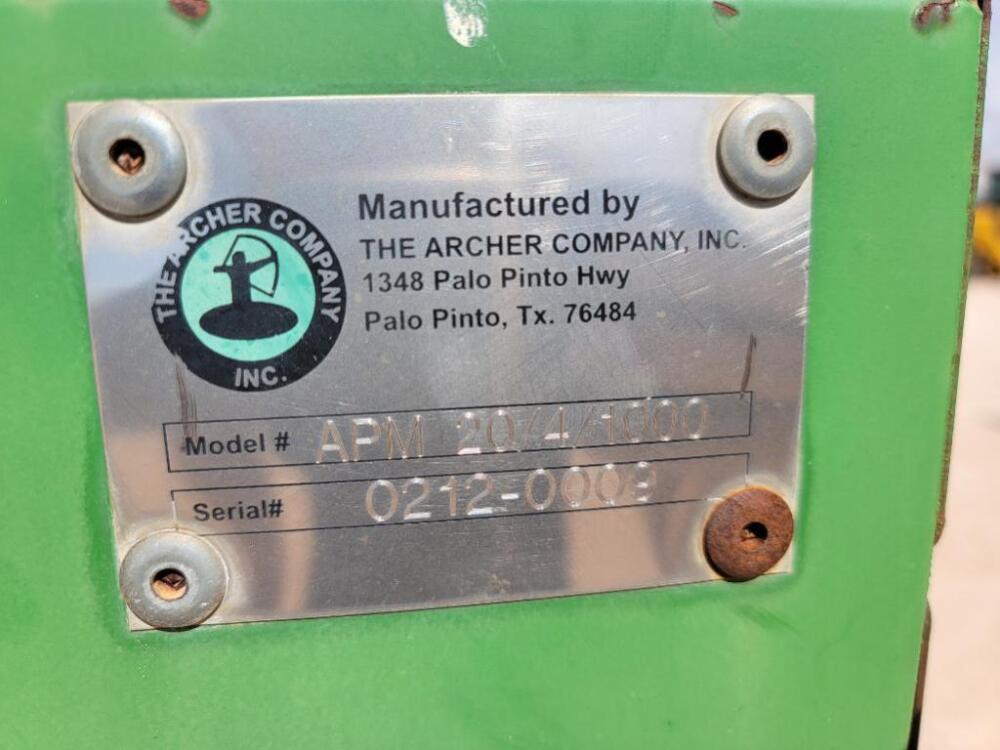 THE ARCHER COMPANY
INC.
Manufactured by
THE ARCHER COMPANY, INC.
1348 Palo Pinto Hwy
Palo Pinto, Tx. 76484
Model # APM 20/4/1000
Serial# 0212-0009